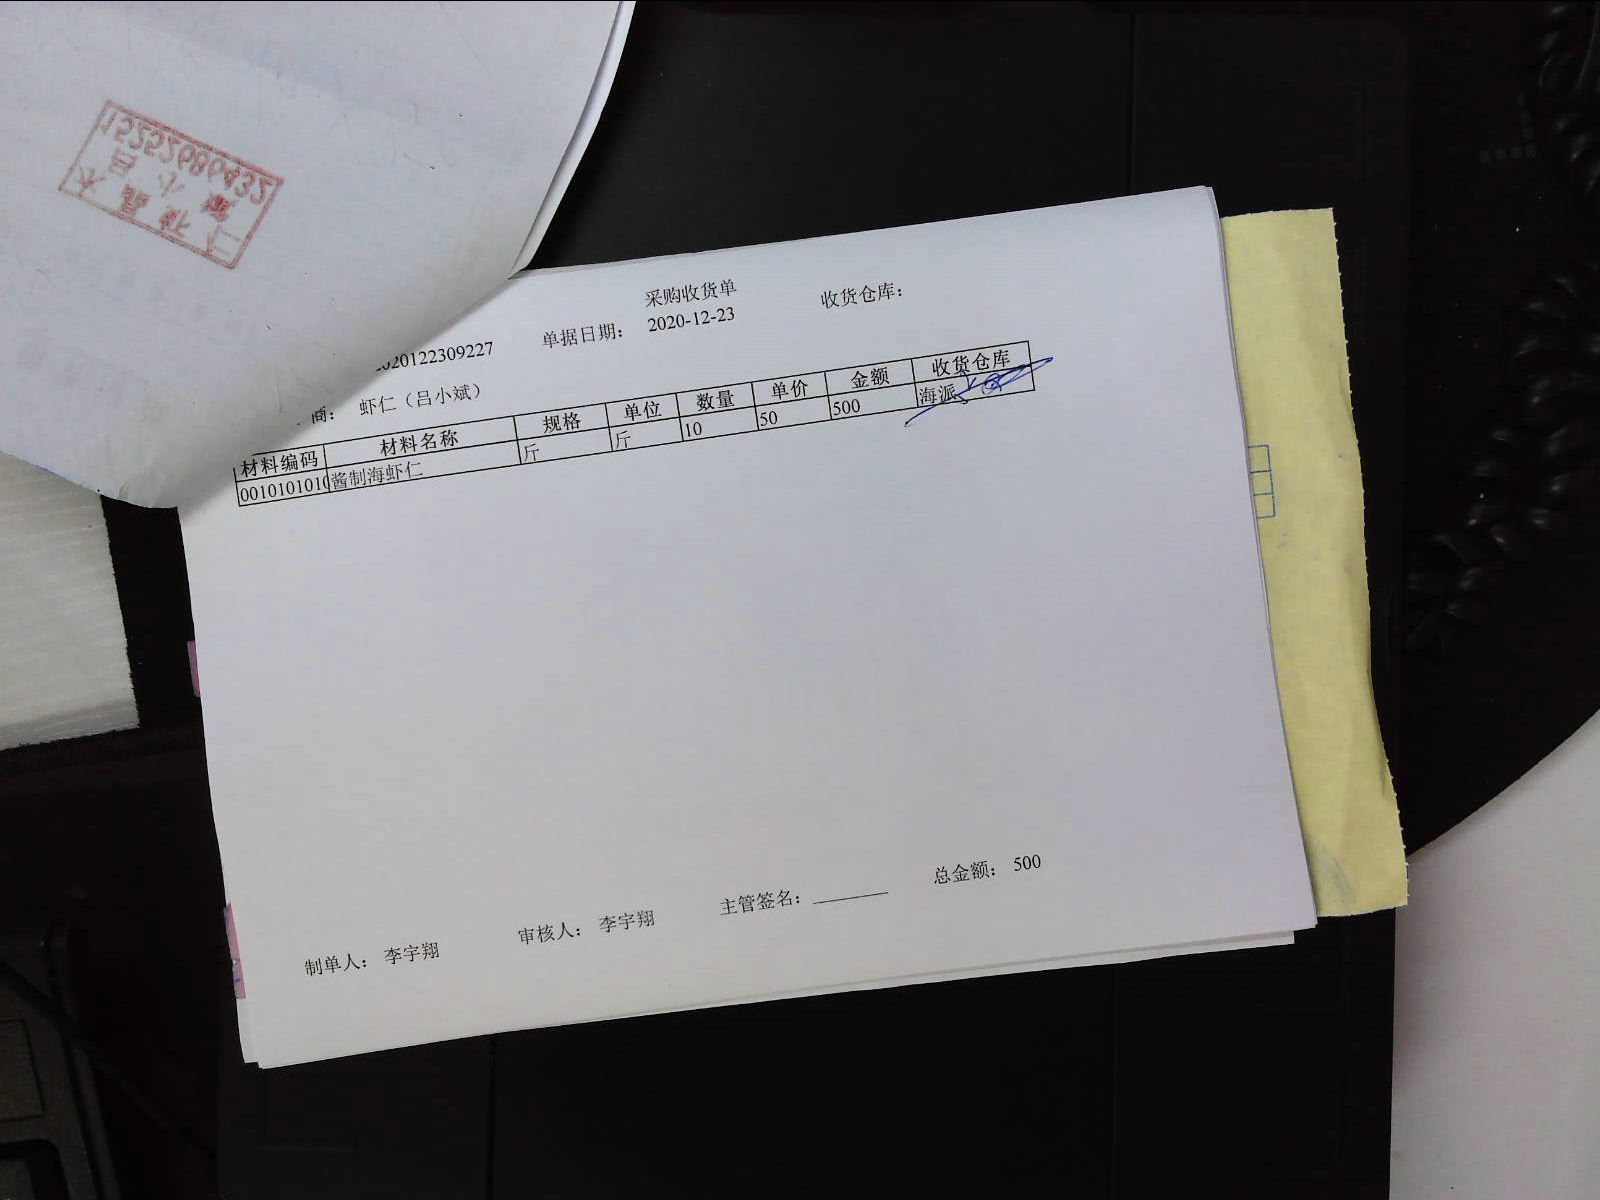 采购收货单
收货仓库：
单据日期： 2020-12-23
2020122309227
商： 虾仁（吕小斌）
材料编码 材料名称 规格 单位 数量 单价 金额 收货仓库
0010101010 酱制海虾仁 斤 斤 10 50 500 海派
总金额： 500
主管签名：
审核人： 李宇翔
制单人： 李宇翔
15252686432